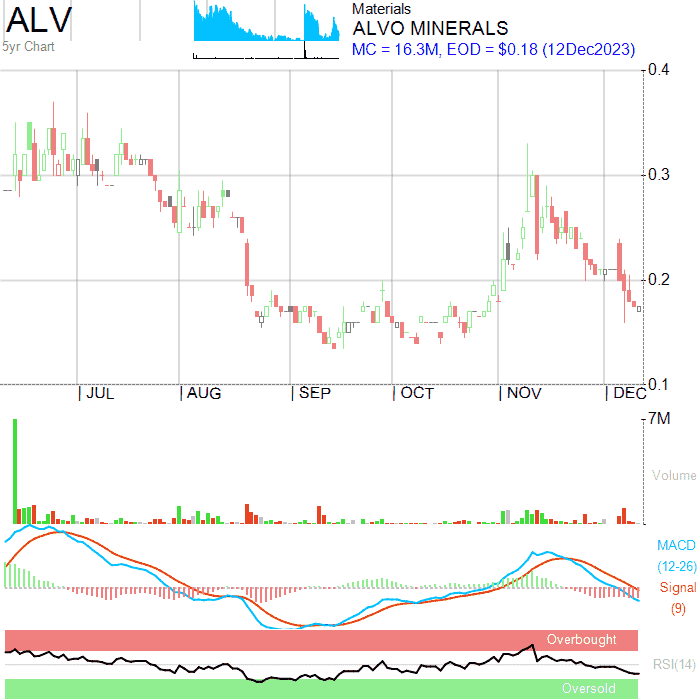 ALV
5yr Chart
Materials
ALVO MINERALS
MC = 16.3M, EOD = $0.18 (12Dec2023)
0.4
0.3
0.2
0.1
JUL
AUG
SEP
OCT
NOV
DEC
7M
Volume
MACD
(12-26)
Signal
(9)
Overbought
RSI(14)
Oversold